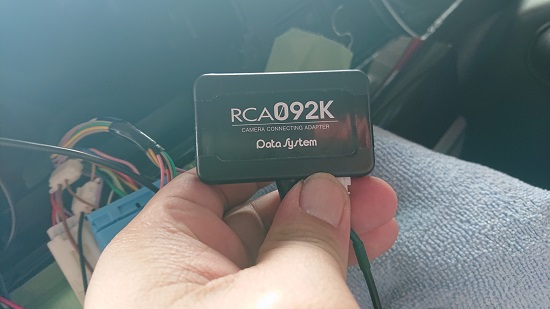 RCA092K
CAMERA CONNECTING ADAPTER
Data System